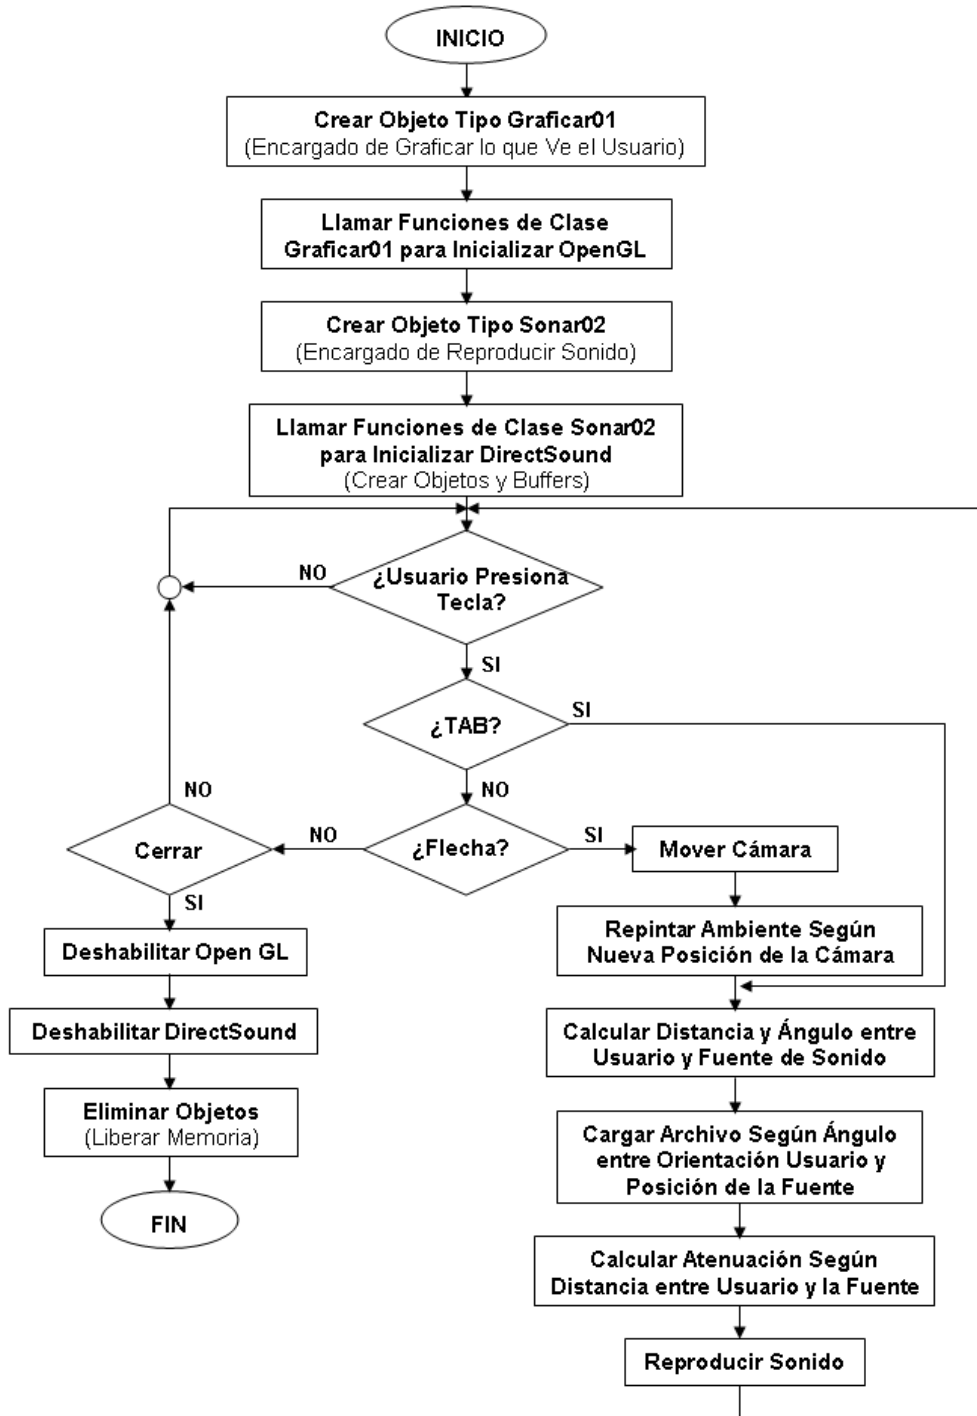 INICIO
Crear Objeto Tipo Graficar01
(Encargado de Graficar lo que Ve el Usuario)
Llamar Funciones de Clase
Graficar01 para Inicializar OpenGL
Crear Objeto Tipo Sonar02
(Encargado de Reproducir Sonido)
Llamar Funciones de Clase Sonar02
para Inicializar DirectSound
(Crear Objetos y Buffers)
NO
¿Usuario Presiona
Tecla?
SI
¿TAB?
SI
NO
NO
Cerrar
NO
¿Flecha?
SI
Mover Cámara
SI
Deshabilitar Open GL
Repintar Ambiente Según
Nueva Posición de la Cámara
Deshabilitar DirectSound
Calcular Distancia y Ángulo entre
Usuario y Fuente de Sonido
Eliminar Objetos
(Liberar Memoria)
Cargar Archivo Según Ángulo
entre Orientación Usuario y
Posición de la Fuente
FIN
Calcular Atenuación Según
Distancia entre Usuario y la Fuente
Reproducir Sonido